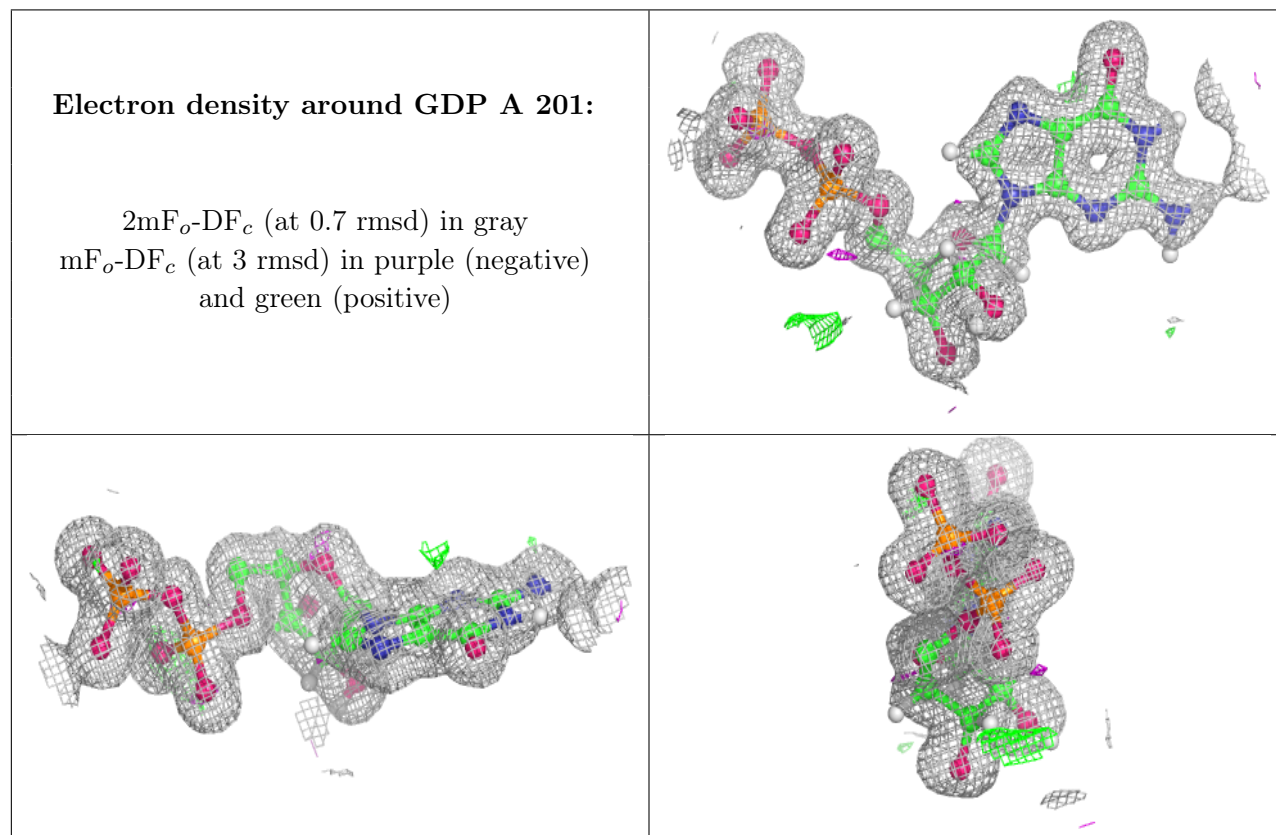 Electron density around GDP A 201:
2mFo-DFc (at 0.7 rmsd) in gray
mFo-DFc (at 3 rmsd) in purple (negative)
and green (positive)